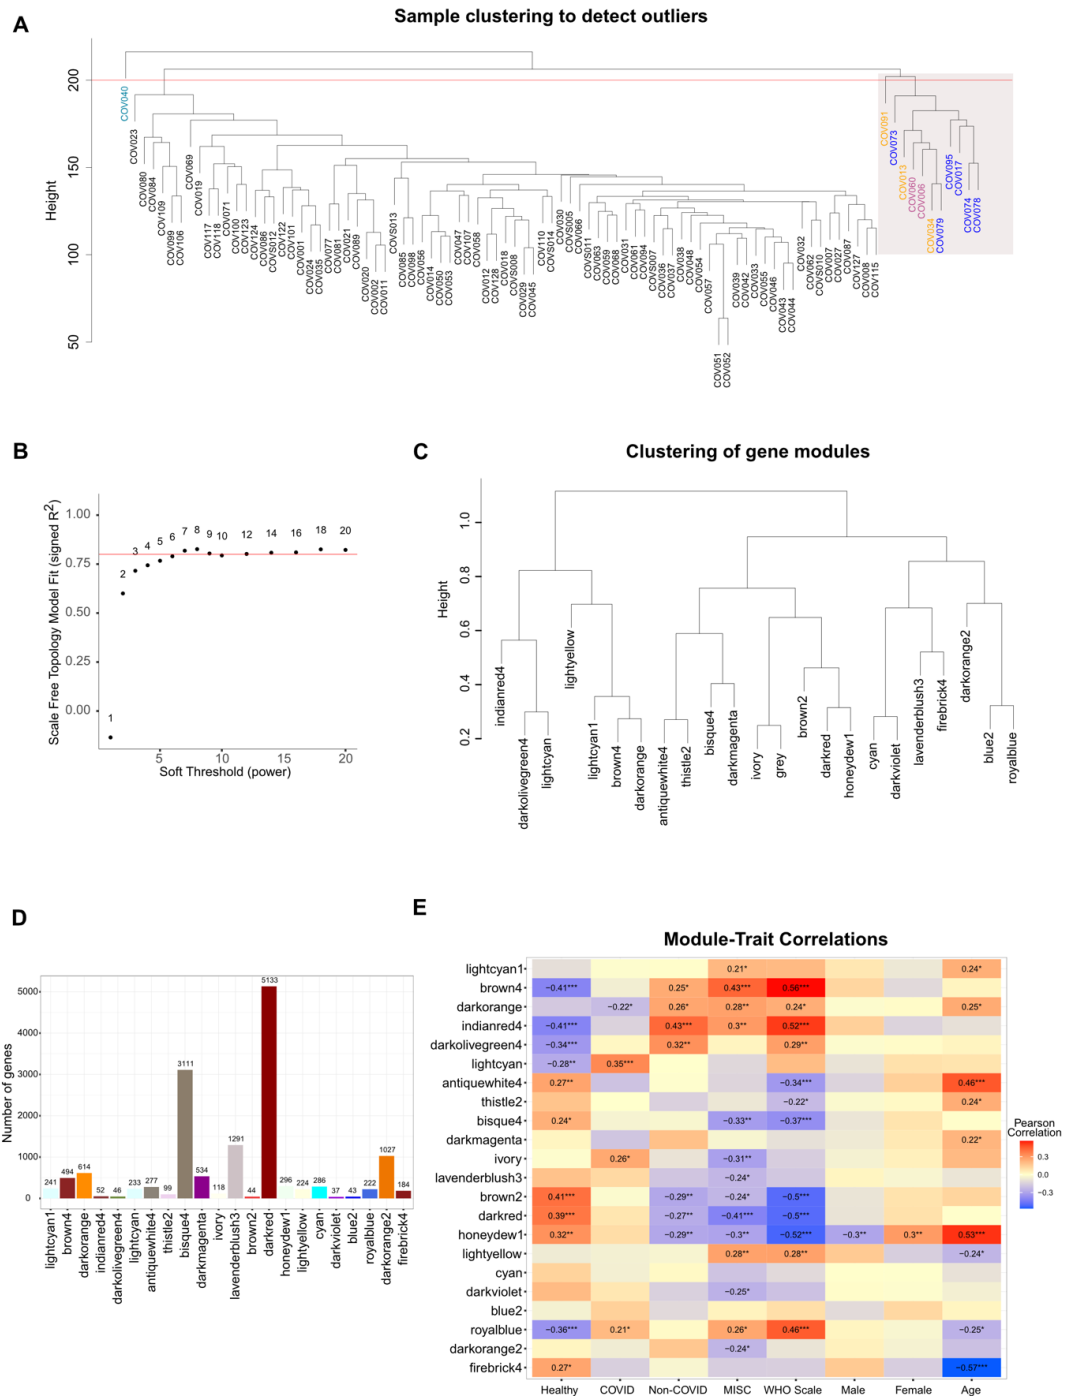 A
Sample clustering to detect outliers
Height
200
150
100
50
COV040
COV023
COV080
COV084
COV109
COV099
COV106
COV069
COV019
COV117
COV118
COV071
COV100
COV123
COV124
COV086
COVS012
COV122
COV101
COV001
COV024
COV035
COV077
COV081
COV021
COV089
COV020
COV002
COV011
COVS013
COV085
COV098
COV056
COV014
COV050
COV053
COV047
COV107
COV058
COV012
COV128
COV018
COVS008
COV029
COV045
COV110
COVS014
COV030
COVS005
COV066
COVS011
COV063
COV059
COV068
COV031
COV061
COV094
COVS007
COV036
COV037
COV038
COV048
COV054
COV057
COV051
COV052
COV039
COV042
COV033
COV055
COV046
COV043
COV044
COV032
COV062
COVS010
COV007
COV027
COV087
COV127
COV008
COV115
COV091
COV073
COV013
COV060
COV006
COV034
COV079
COV095
COV017
COV074
COV078
B
Scale Free Topology Model Fit (signed R2)
1.00
0.75
0.50
0.25
0.00
1
2
3
4
5
6
7
8
9
10
12
14
16
18
20
5 10 15 20
Soft Threshold (power)
C
Clustering of gene modules
Height
1.0
0.8
0.6
0.4
0.2
indianred4
darkolivegreen4
lightcyan
lightyellow
lightcyan1
brown4
darkorange
antiquewhite4
thistle2
bisque4
darkmagenta
ivory
grey
brown2
darkred
honeydew1
cyan
darkviolet
lavenderblush3
firebrick4
darkorange2
blue2
royalblue
D
Number of genes
5000
4000
3000
2000
1000
0
241
494
614
52
46
233
277
99
3111
534
118
1291
44
5133
296
224
286
37
43
222
1027
184
lightcyan1
brown4
darkorange
indianred4
darkolivegreen4
lightcyan
antiquewhite4
thistle2
bisque4
darkmagenta
ivory
lavenderblush3
brown2
darkred
honeydew1
lightyellow
cyan
darkviolet
blue2
royalblue
darkorange2
firebrick4
E
Module-Trait Correlations
lightcyan1 0.21* 0.24*
brown4 −0.41*** 0.25* 0.43*** 0.56***
darkorange −0.22* 0.26* 0.28** 0.24* 0.25*
indianred4 −0.41*** 0.43*** 0.3** 0.52***
darkolivegreen4 −0.34*** 0.32** 0.29**
lightcyan −0.28** 0.35***
antiquewhite4 0.27** −0.34*** 0.46***
thistle2 −0.22* 0.24*
bisque4 0.24* −0.33** −0.37***
darkmagenta 0.22*
ivory 0.26* −0.31**
lavenderblush3 −0.24*
brown2 0.41*** −0.29** −0.24* −0.5***
darkred 0.39*** −0.27** −0.41*** −0.5***
honeydew1 0.32** −0.29** −0.3** −0.52*** −0.3** 0.3** 0.53***
lightyellow 0.28** 0.28** −0.24*
cyan
darkviolet −0.25*
blue2
royalblue −0.36*** 0.21* 0.26* 0.46*** −0.25*
darkorange2 −0.24*
firebrick4 0.27* −0.57***
Healthy COVID Non−COVID MISC WHO Scale Male Female Age
Pearson
Correlation
0.3
0.0
−0.3